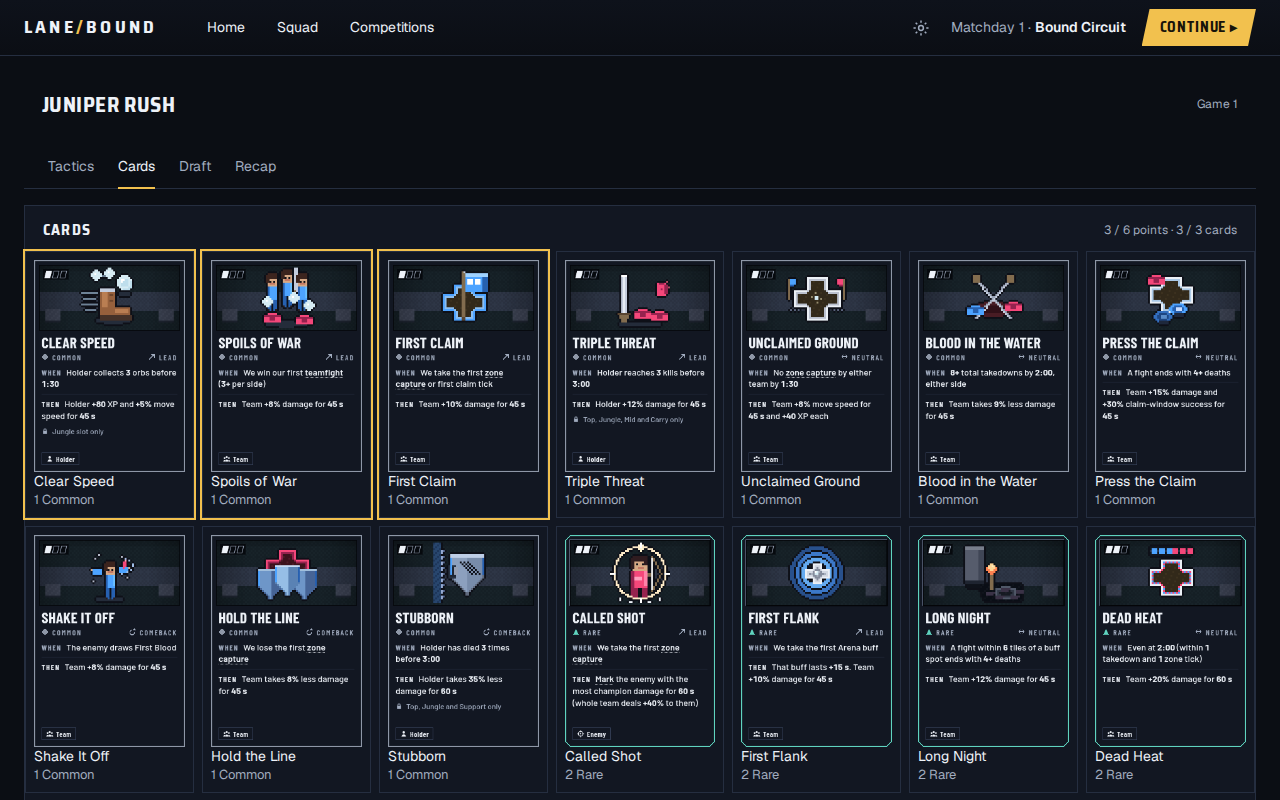 LANE/BOUND
Home
Squad
Competitions
Matchday 1 · Bound Circuit
CONTINUE ▸
JUNIPER RUSH
Game 1
Tactics
Cards
Draft
Recap
CARDS
3 / 6 points · 3 / 3 cards
CLEAR SPEED
COMMON
LEAD
WHEN Holder collects 3 orbs before
1:30
THEN Holder +80 XP and +5% move
speed for 45 s
Jungle slot only
Holder
Clear Speed
1 Common
SPOILS OF WAR
COMMON
LEAD
WHEN We win our first teamfight
(3+ per side)
THEN Team +8% damage for 45 s
Team
Spoils of War
1 Common
FIRST CLAIM
COMMON
LEAD
WHEN We take the first zone
capture or first claim tick
THEN Team +10% damage for 45 s
Team
First Claim
1 Common
TRIPLE THREAT
COMMON
LEAD
WHEN Holder reaches 3 kills before
3:00
THEN Holder +12% damage for 45 s
Top, Jungle, Mid and Carry only
Holder
Triple Threat
1 Common
UNCLAIMED GROUND
COMMON
NEUTRAL
WHEN No zone capture by either
team by 1:30
THEN Team +8% move speed for
45 s and +40 XP each
Team
Unclaimed Ground
1 Common
BLOOD IN THE WATER
COMMON
NEUTRAL
WHEN 8+ total takedowns by 2:00,
either side
THEN Team takes 9% less damage
for 45 s
Team
Blood in the Water
1 Common
PRESS THE CLAIM
COMMON
NEUTRAL
WHEN A fight ends with 4+ deaths
THEN Team +15% damage and
+30% claim-window success for
45 s
Team
Press the Claim
1 Common
SHAKE IT OFF
COMMON
COMEBACK
WHEN The enemy draws First Blood
THEN Team +8% damage for 45 s
Team
Shake It Off
1 Common
HOLD THE LINE
COMMON
COMEBACK
WHEN We lose the first zone
capture
THEN Team takes 8% less damage
for 45 s
Team
Hold the Line
1 Common
STUBBORN
COMMON
COMEBACK
WHEN Holder has died 3 times
before 3:00
THEN Holder takes 35% less
damage for 60 s
Top, Jungle and Support only
Holder
Stubborn
1 Common
CALLED SHOT
RARE
LEAD
WHEN We take the first zone
capture
THEN Mark the enemy with the
most champion damage for 60 s
(whole team deals +40% to them)
Enemy
Called Shot
2 Rare
FIRST FLANK
RARE
LEAD
WHEN We take the first Arena buff
THEN That buff lasts +15 s. Team
+10% damage for 45 s
Team
First Flank
2 Rare
LONG NIGHT
RARE
NEUTRAL
WHEN A fight within 6 tiles of a buff
spot ends with 4+ deaths
THEN Team +12% damage for 45 s
Team
Long Night
2 Rare
DEAD HEAT
RARE
NEUTRAL
WHEN Even at 2:00 (within 1
takedown and 1 zone tick)
THEN Team +20% damage for 60 s
Team
Dead Heat
2 Rare